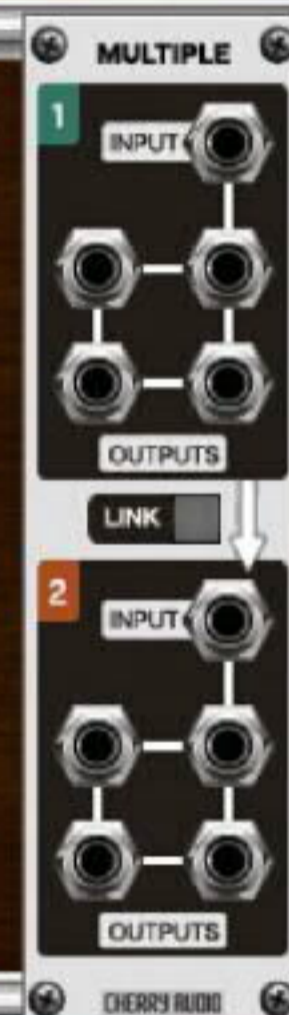 MULTIPLE
1
INPUT
OUTPUTS
LINK
2
INPUT
OUTPUTS
CHERRY AUDIO